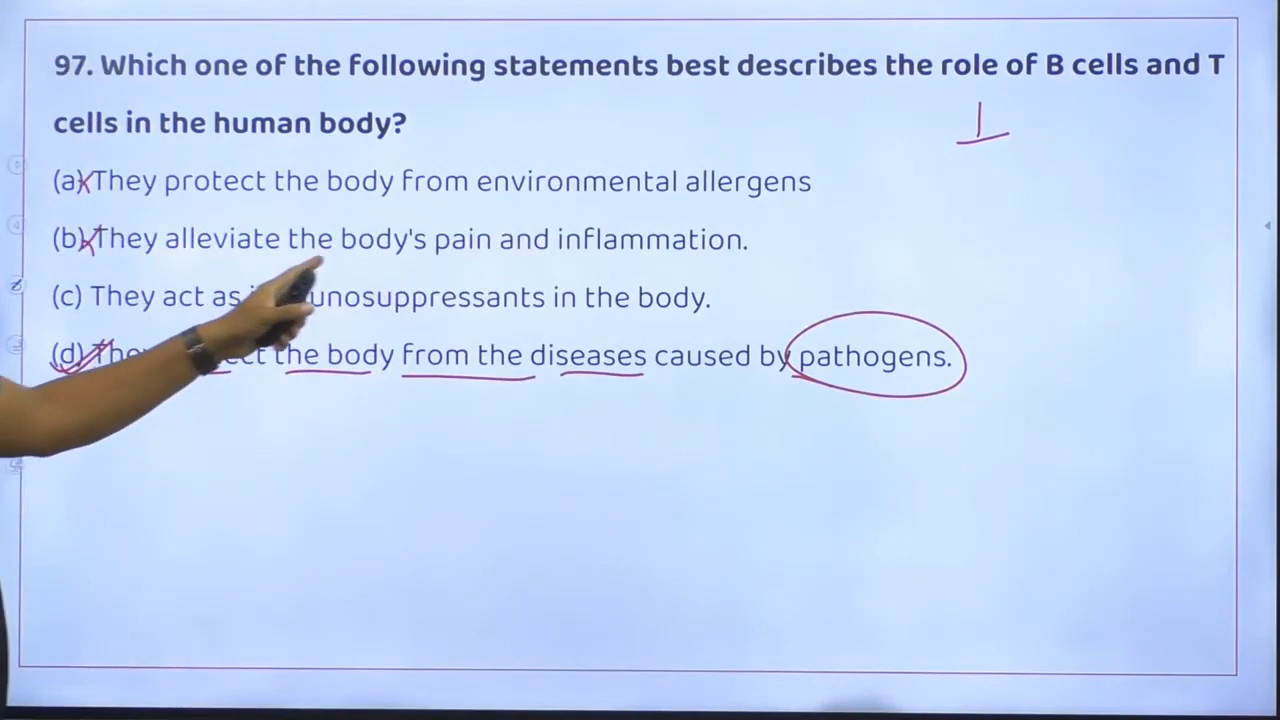 97. Which one of the following statements best describes the role of B cells and T
cells in the human body?
(a) They protect the body from environmental allergens
(b) They alleviate the body's pain and inflammation.
(c) They act as unosuppressants in the body.
(d) the body from the diseases caused by pathogens.